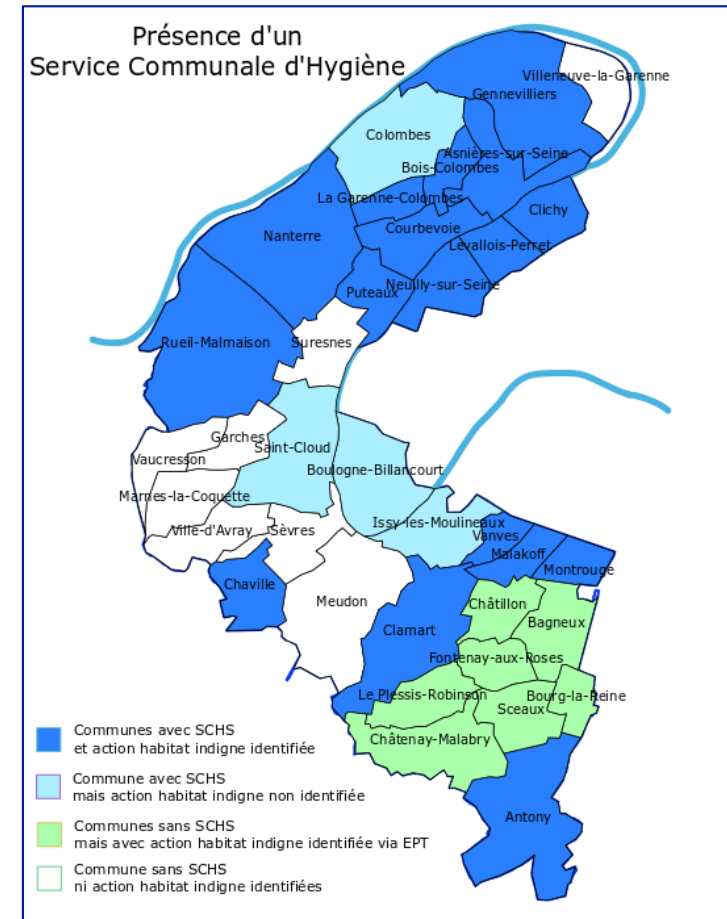 Présence d'un
Service Communale d'Hygiène
Villeneuve-la-Garenne
Gennevilliers
Colombes
Asnières-sur-Seine
Bois-Colombes
La Garenne-Colombes
Clichy
Courbevoie
Nanterre
Levallois-Perret
Neuilly-sur-Seine
Puteaux
Rueil-Malmaison
Suresnes
Garches
Saint-Cloud
Vaucresson
Boulogne-Billancourt
Marnes-la-Coquette
Issy-les-Moulineaux
Ville-d'Avray
Sèvres
Vanves
Malakoff
Montrouge
Chaville
Meudon
Châtillon
Bagneux
Clamart
Fontenay-aux-Roses
Le Plessis-Robinson
Bourg-la-Reine
Sceaux
Châtenay-Malabry
Antony
Communes avec SCHS
et action habitat indigne identifiée
Commune avec SCHS
mais action habitat indigne non identifiée
Communes sans SCHS
mais avec action habitat indigne identifiée via EPT
Commune sans SCHS
ni action habitat indigne identifiées